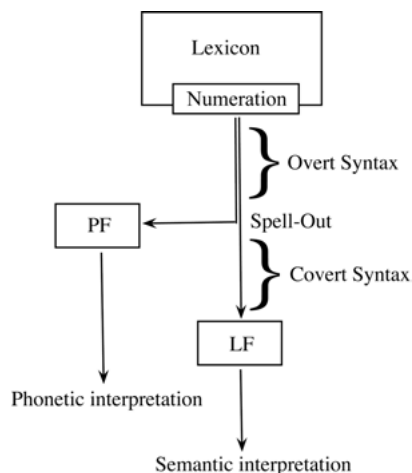 Lexicon
Numeration
Overt Syntax
PF
Spell-Out
Covert Syntax
LF
Phonetic interpretation
Semantic interpretation